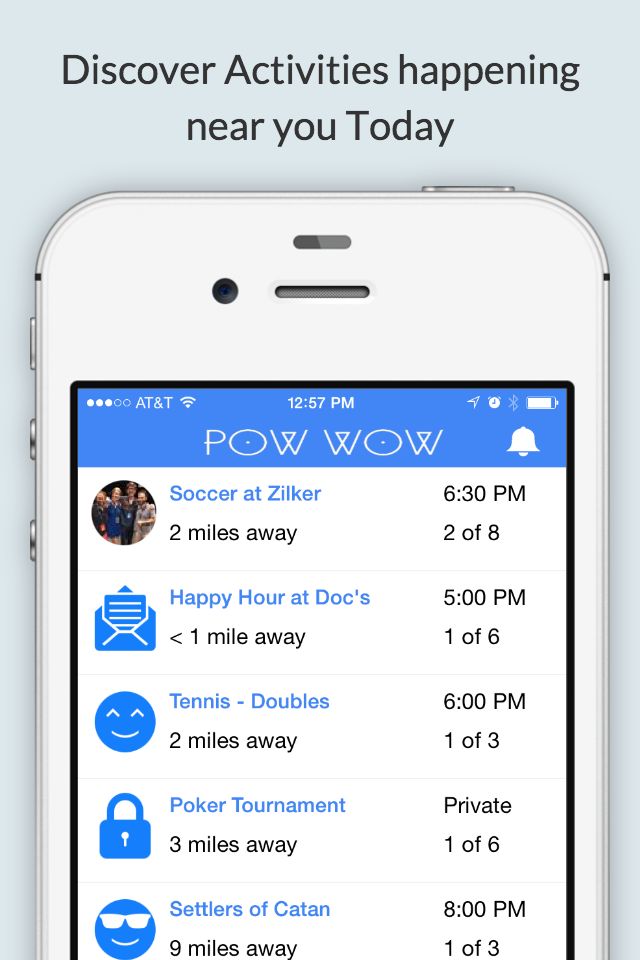 Discover Activities happening
near you Today
AT&T 12:57 PM
POW WOW
Soccer at Zilker 6:30 PM
2 miles away 2 of 8
Happy Hour at Doc's 5:00 PM
< 1 mile away 1 of 6
Tennis - Doubles 6:00 PM
2 miles away 1 of 3
Poker Tournament Private
3 miles away 1 of 6
Settlers of Catan 8:00 PM
9 miles away 1 of 3